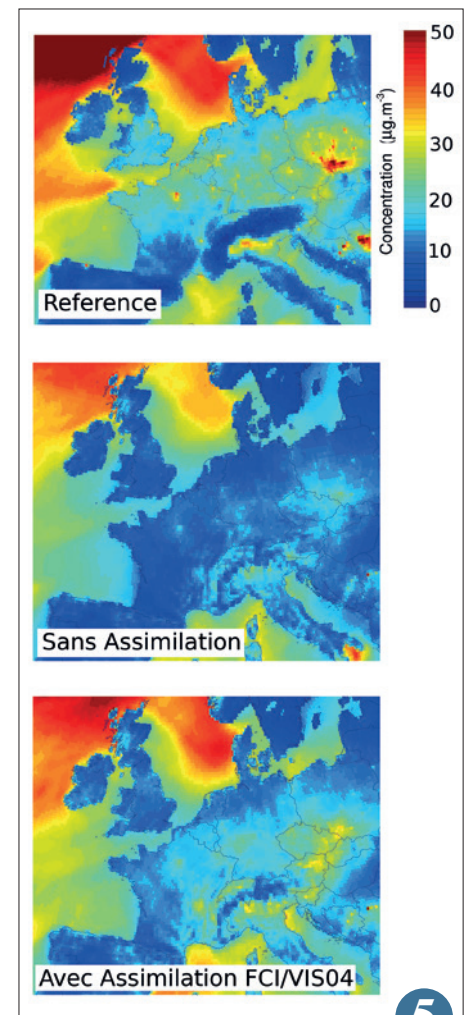 50
40
30
20
10
0
Concentration (µg.m⁻³)
Reference
Sans Assimilation
Avec Assimilation FCI/VIS04
5